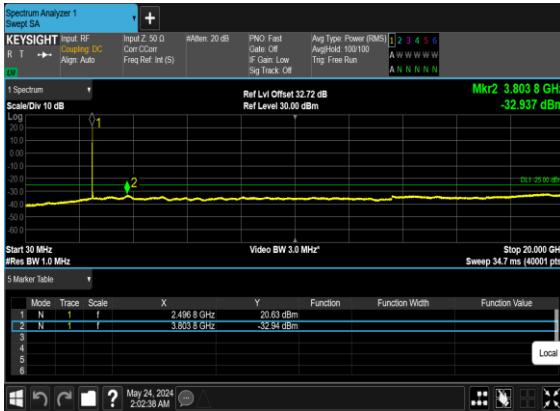 Spectrum Analyzer 1
Swept SA
+
KEYSIGHT
R T
Input: RF
Coupling: DC
Align: Auto
Input Z: 50 Ω
Corr CCorr
Freq Ref: Int (S)
#Atten: 20 dB
PNO: Fast
Gate: Off
IF Gain: Low
Sig Track: Off
Avg Type: Power (RMS)
Avg|Hold: 100/100
Trig: Free Run
1 2 3 4 5 6
A W W W W W
A N N N N N
1 Spectrum
Scale/Div 10 dB
Ref Lvl Offset 32.72 dB
Ref Level 30.00 dBm
Mkr2 3.803 8 GHz
-32.937 dBm
Log
20.0
10.0
0.00
-10.0
-20.0
-30.0
-40.0
-50.0
-60.0
1
2
DL1 -25.00 dBm
Start 30 MHz
#Res BW 1.0 MHz
Video BW 3.0 MHz*
Stop 20.000 GHz
Sweep 34.7 ms (40001 pts)
5 Marker Table
Mode Trace Scale X Y Function Function Width Function Value
1 N 1 f 2.496 8 GHz 20.63 dBm
2 N 1 f 3.803 8 GHz -32.94 dBm
3
4
5
6
Local
?
May 24, 2024
2:02:38 AM